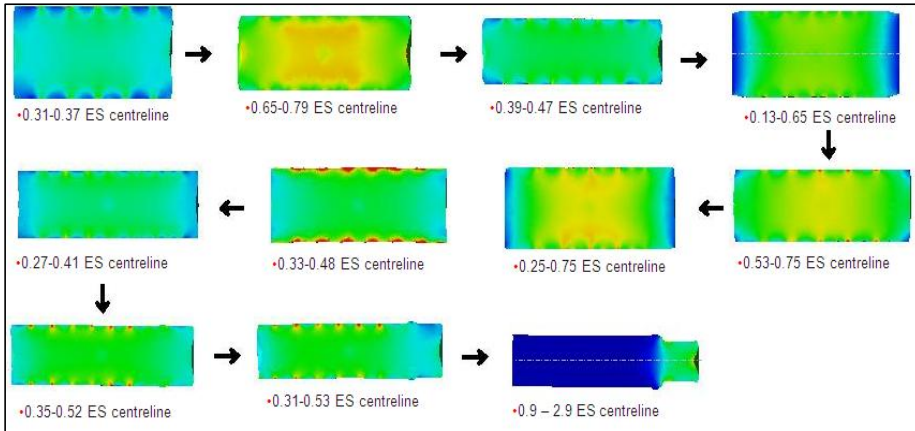 •0.31-0.37 ES centreline
•0.65-0.79 ES centreline
•0.39-0.47 ES centreline
•0.13-0.65 ES centreline
•0.27-0.41 ES centreline
•0.33-0.48 ES centreline
•0.25-0.75 ES centreline
•0.53-0.75 ES centreline
•0.35-0.52 ES centreline
•0.31-0.53 ES centreline
•0.9 – 2.9 ES centreline